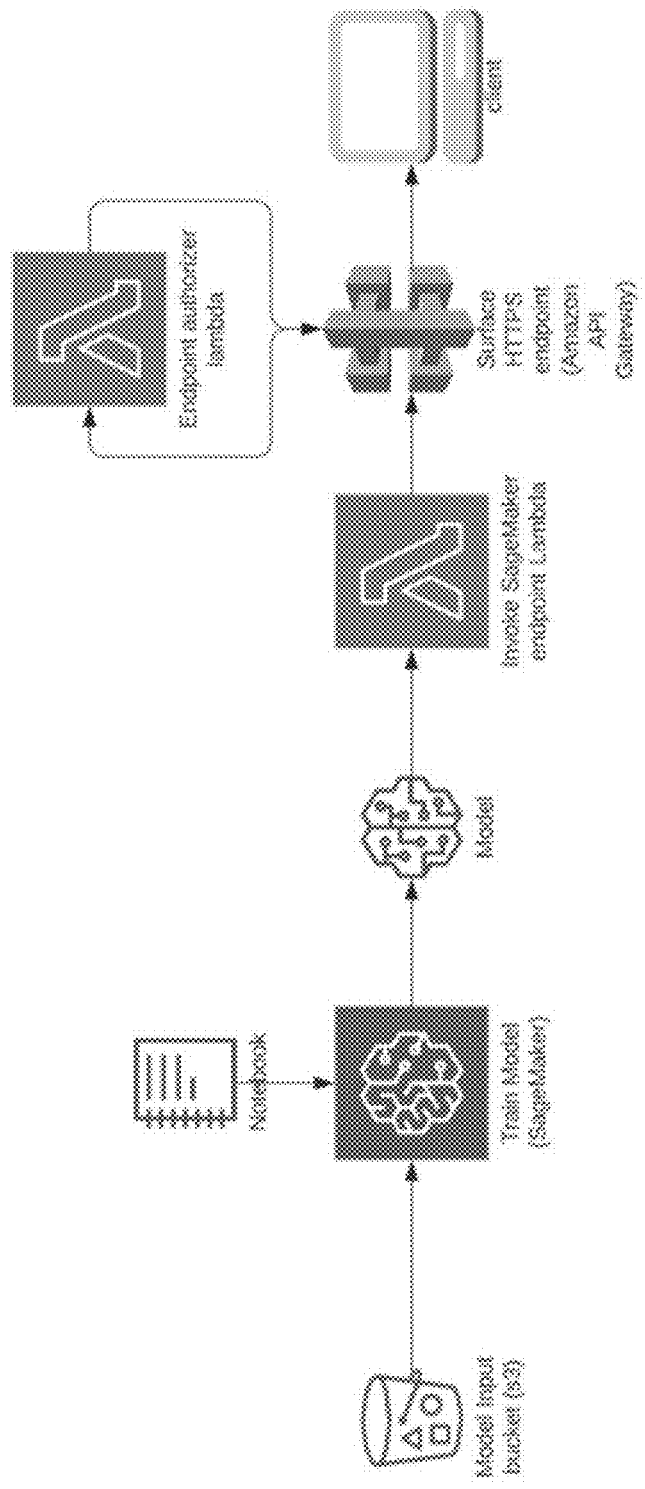 Model Input
bucket (s3)
Notebook
Train Model
(SageMaker)
Model
Invoke SageMaker
endpoint Lambda
Endpoint authorizer
lambda
Surface
HTTPS
endpoint
(Amazon
API
Gateway)
client